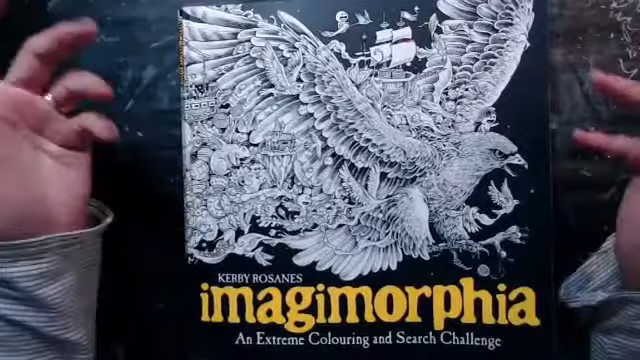 KERBY ROSANES
imagimorphia
An Extreme Colouring and Search Challenge